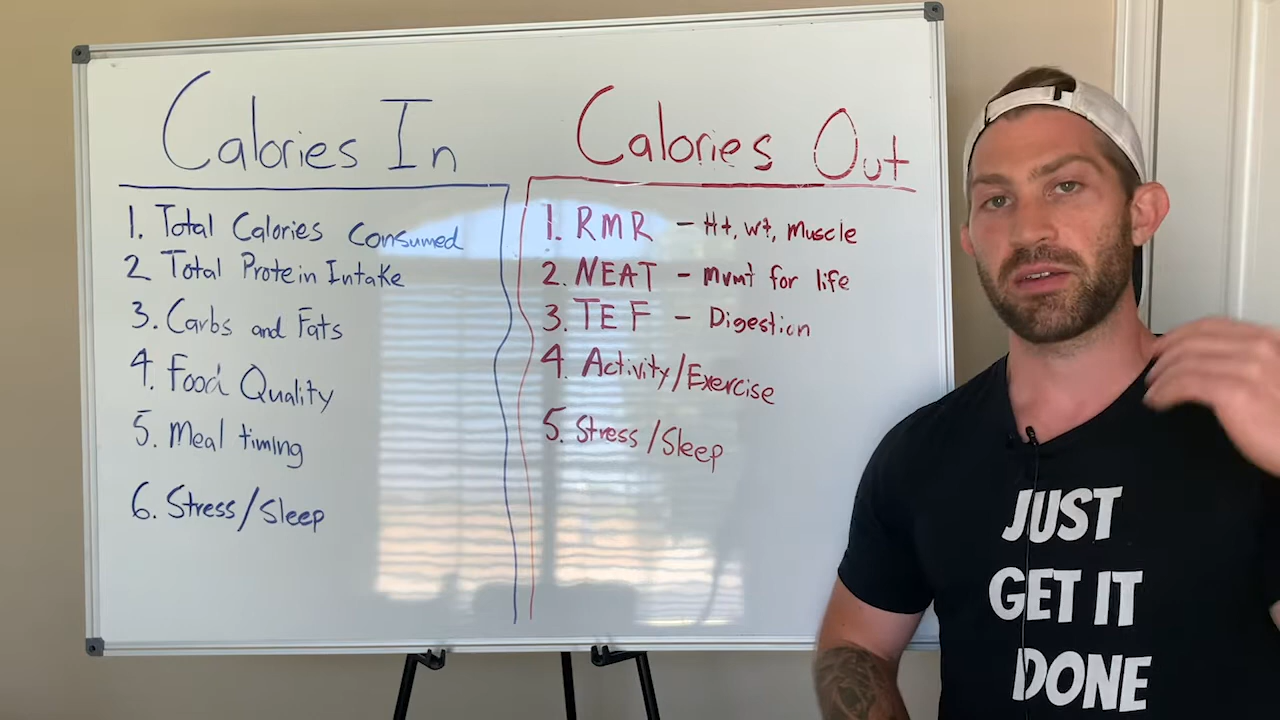 Calories In
1. Total Calories Consumed
2 Total Protein Intake
3. Carbs and Fats
4. Food Quality
5. Meal timing
6. Stress/Sleep
Calories Out
1. RMR - Ht, wt, Muscle
2. NEAT - mvmt for life
3. TEF - Digestion
4. Activity/Exercise
5. Stress/Sleep
JUST
GET IT
DONE